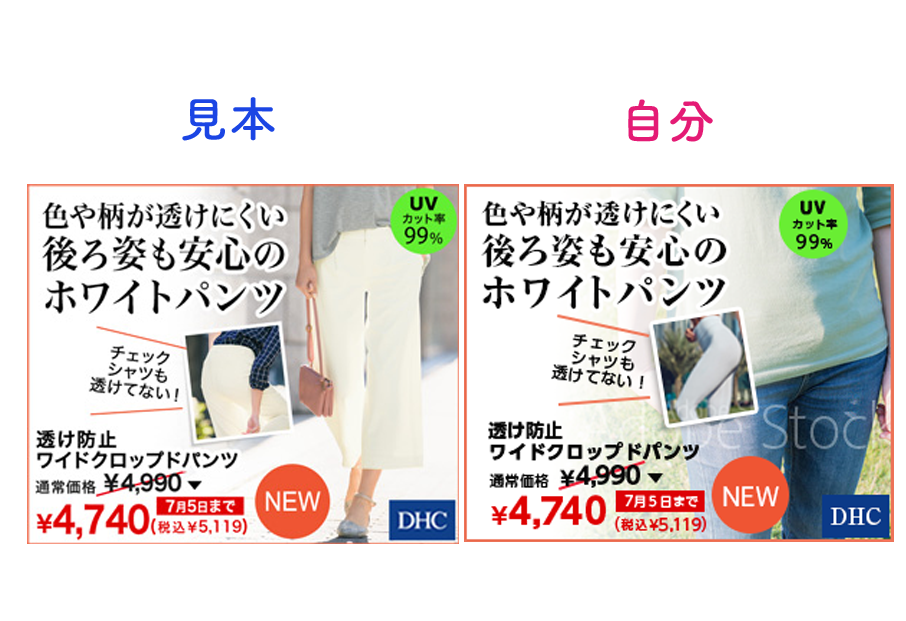 見本
自分
色や柄が透けにくい
後ろ姿も安心の
ホワイトパンツ
UV
カット率
99%
チェック
シャツも
透けてない!
透け防止
ワイドクロップドパンツ
通常価格 ¥4,990▼
¥4,740
7月5日まで
(税込¥5,119)
NEW
DHC
色や柄が透けにくい
後ろ姿も安心の
ホワイトパンツ
UV
カット率
99%
チェック
シャツも
透けてない!
透け防止
ワイドクロップドパンツ
通常価格 ¥4,990▼
¥4,740
7月5日まで
(税込¥5,119)
NEW
DHC
Stock